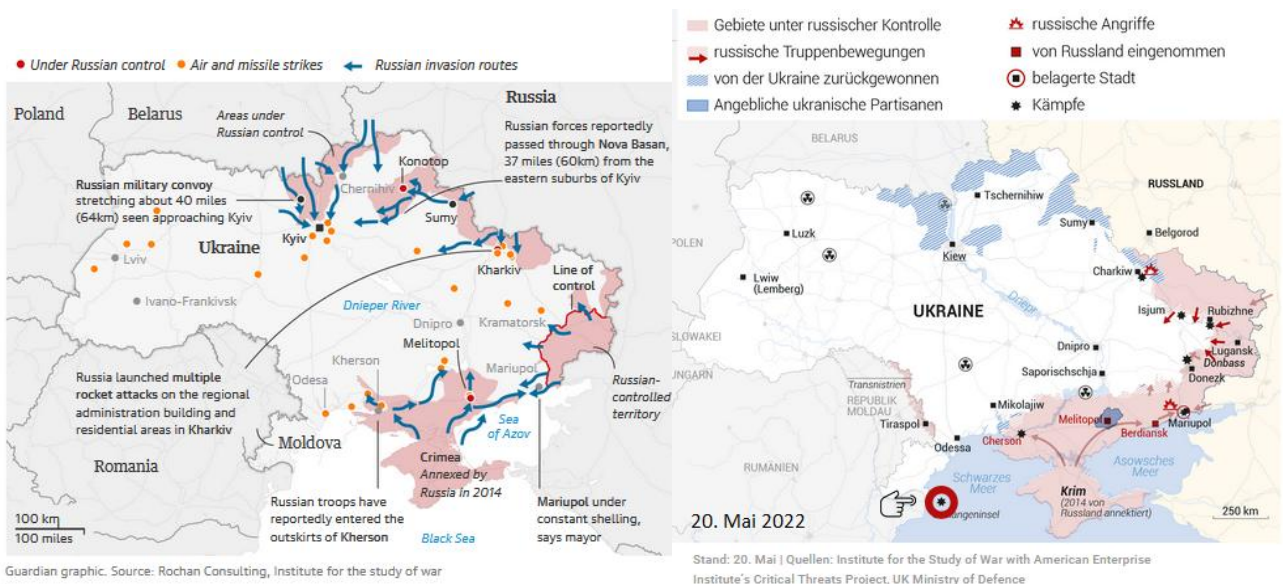 Under Russian control
Air and missile strikes
Russian invasion routes
Poland
Belarus
Areas under
Russian control
Russia
Russian forces reportedly
passed through Nova Basan,
37 miles (60km) from the
eastern suburbs of Kyiv
Konotop
Chernihiv
Russian military convoy
stretching about 40 miles
(64km) seen approaching Kyiv
Sumy
Kyiv
Ukraine
Lviv
Kharkiv
Line of
control
Ivano-Frankivsk
Dnieper River
Dnipro
Kramatorsk
Melitopol
Kherson
Mariupol
Russia launched multiple
rocket attacks on the regional
administration building and
residential areas in Kharkiv
Odesa
Russian-
controlled
territory
Sea
of Azov
Moldova
Romania
Crimea
Annexed by
Russia in 2014
Russian troops have
reportedly entered the
outskirts of Kherson
Mariupol under
constant shelling,
says mayor
Black Sea
100 km
100 miles
Guardian graphic. Source: Rochan Consulting, Institute for the study of war
Gebiete unter russischer Kontrolle
russische Truppenbewegungen
von der Ukraine zurückgewonnen
Angebliche ukranische Partisanen
russische Angriffe
von Russland eingenommen
belagerte Stadt
Kämpfe
BELARUS
RUSSLAND
Tschernihiw
POLEN
Luzk
Sumy
Belgorod
Kiew
Lwiw
(Lemberg)
Charkiw
UKRAINE
Dnepr
Isjum
Rubizhne
SLOWAKEI
Dnipro
Lugansk
Donbass
UNGARN
Saporischschja
Donezk
Transnistrien
REPUBLIK
MOLDAU
Mikolajiw
Melitopol
Tiraspol
Cherson
Berdiansk
Mariupol
Odessa
RUMÄNIEN
Schwarzes
Meer
Asowsches
Meer
Krim
(2014 von
Russland annektiert)
angeninsel
20. Mai 2022
250 km
Stand: 20. Mai | Quellen: Institute for the Study of War with American Enterprise
Institute's Critical Threats Project, UK Ministry of Defence